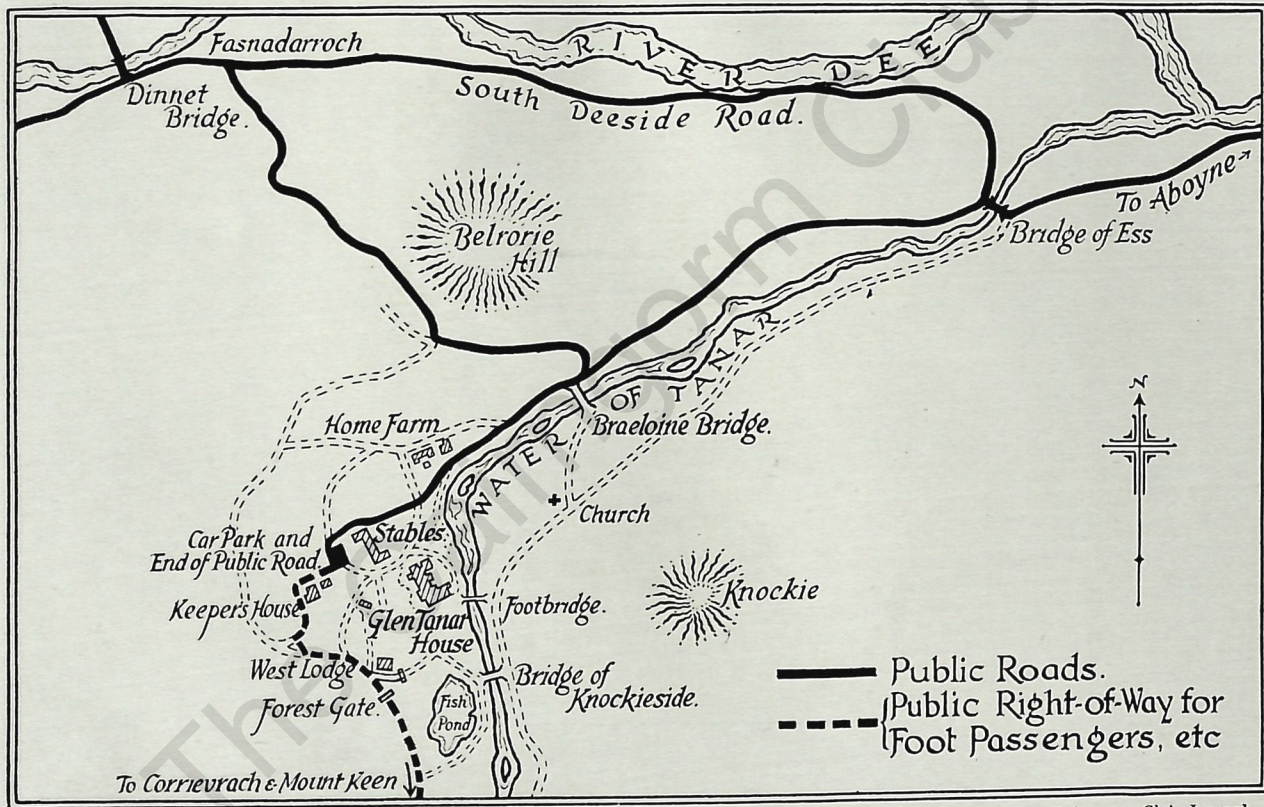 Fasnadarroch
RIVER DEE
Dinnet
Bridge.
South Deeside Road.
To Aboyne
Belrorie
Hill
Bridge of Ess
N
WATER OF TANAR
Home Farm
Braeloine Bridge.
Church
Car Park and
End of Public Road.
Stables
Keeper's House
Glen Tanar
House
Footbridge.
Knockie
West Lodge
Forest Gate.
Fish
Pond
Bridge of
Knockieside.
To Corrievrach & Mount Keen
Public Roads.
Public Right-of-Way for
Foot Passengers, etc
The Cairngorm Club